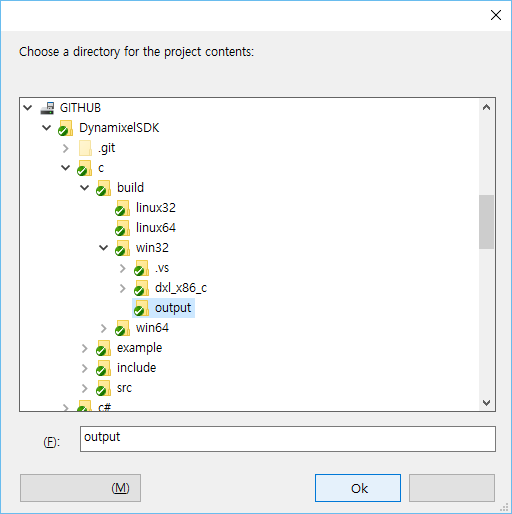 Choose a directory for the project contents:
GITHUB
DynamixelSDK
.git
c
build
linux32
linux64
win32
.vs
dxl_x86_c
output
win64
example
include
src
c#
(F): output
(M) Ok